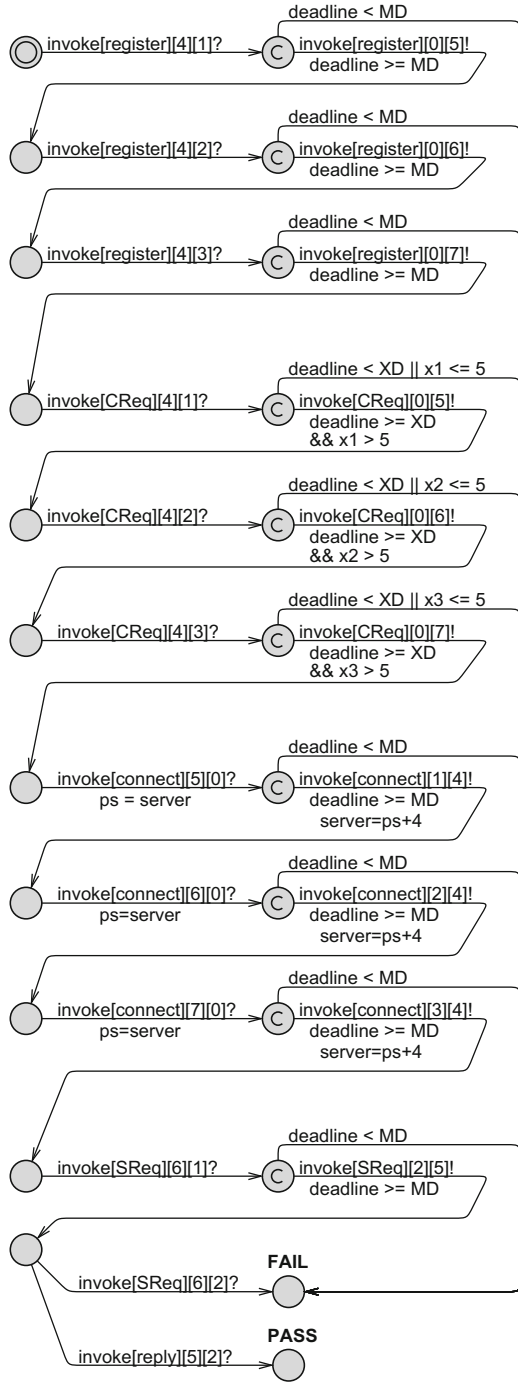 deadline < MD
invoke[register][4][1]?
C
invoke[register][0][5]!
deadline >= MD
deadline < MD
invoke[register][4][2]?
C
invoke[register][0][6]!
deadline >= MD
deadline < MD
invoke[register][4][3]?
C
invoke[register][0][7]!
deadline >= MD
deadline < XD || x1 <= 5
invoke[CReq][4][1]?
C
invoke[CReq][0][5]!
deadline >= XD
&& x1 > 5
deadline < XD || x2 <= 5
invoke[CReq][4][2]?
C
invoke[CReq][0][6]!
deadline >= XD
&& x2 > 5
deadline < XD || x3 <= 5
invoke[CReq][4][3]?
C
invoke[CReq][0][7]!
deadline >= XD
&& x3 > 5
deadline < MD
invoke[connect][5][0]?
ps = server
C
invoke[connect][1][4]!
deadline >= MD
server=ps+4
deadline < MD
invoke[connect][6][0]?
ps=server
C
invoke[connect][2][4]!
deadline >= MD
server=ps+4
deadline < MD
invoke[connect][7][0]?
ps=server
C
invoke[connect][3][4]!
deadline >= MD
server=ps+4
deadline < MD
invoke[SReq][6][1]?
C
invoke[SReq][2][5]!
deadline >= MD
FAIL
invoke[SReq][6][2]?
PASS
invoke[reply][5][2]?